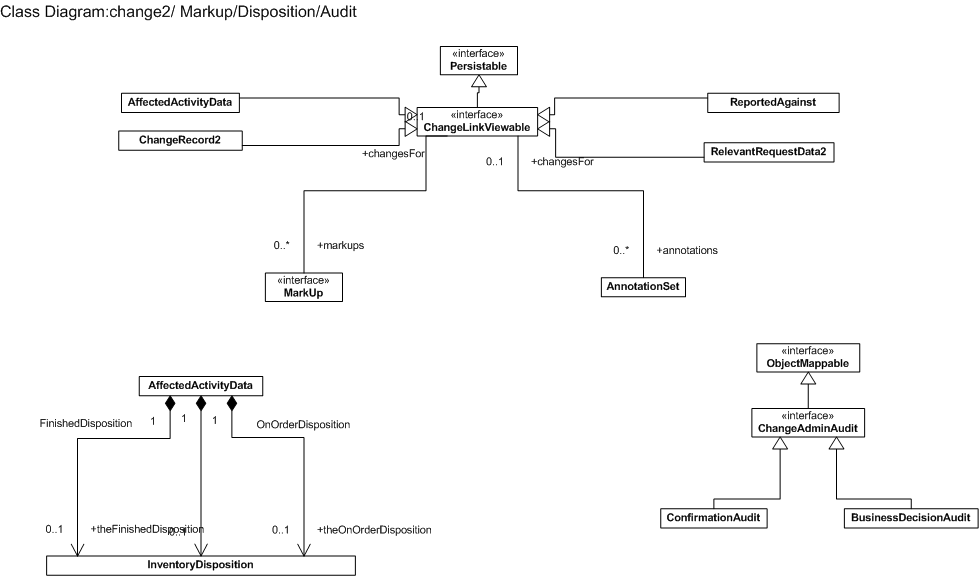 Class Diagram:change2/ Markup/Disposition/Audit
«interface»
Persistable
AffectedActivityData
ReportedAgainst
0..1
«interface»
ChangeLinkViewable
ChangeRecord2
RelevantRequestData2
+changesFor
0..1
+changesFor
0..*
+markups
0..*
+annotations
«interface»
MarkUp
AnnotationSet
«interface»
ObjectMappable
AffectedActivityData
FinishedDisposition
1
1
1
OnOrderDisposition
«interface»
ChangeAdminAudit
ConfirmationAudit
BusinessDecisionAudit
0..1
+theFinishedDisposition
0..1
0..1
+theOnOrderDisposition
InventoryDisposition